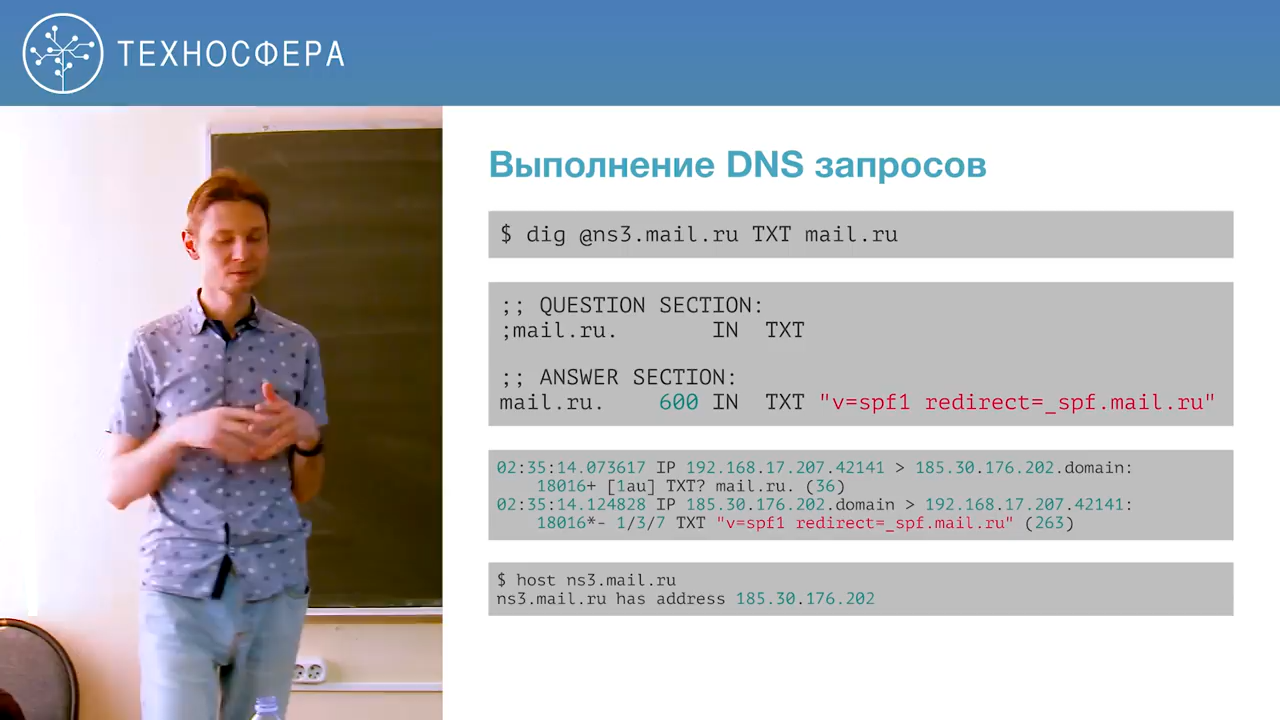 ТЕХНОСФЕРА
Выполнение DNS запросов
$ dig @ns3.mail.ru TXT mail.ru
;; QUESTION SECTION:
;mail.ru. IN TXT
;; ANSWER SECTION:
mail.ru. 600 IN TXT "v=spf1 redirect=_spf.mail.ru"
02:35:14.073617 IP 192.168.17.207.42141 > 185.30.176.202.domain:
18016+ [1au] TXT? mail.ru. (36)
02:35:14.124828 IP 185.30.176.202.domain > 192.168.17.207.42141:
18016*- 1/3/7 TXT "v=spf1 redirect=_spf.mail.ru" (263)
$ host ns3.mail.ru
ns3.mail.ru has address 185.30.176.202